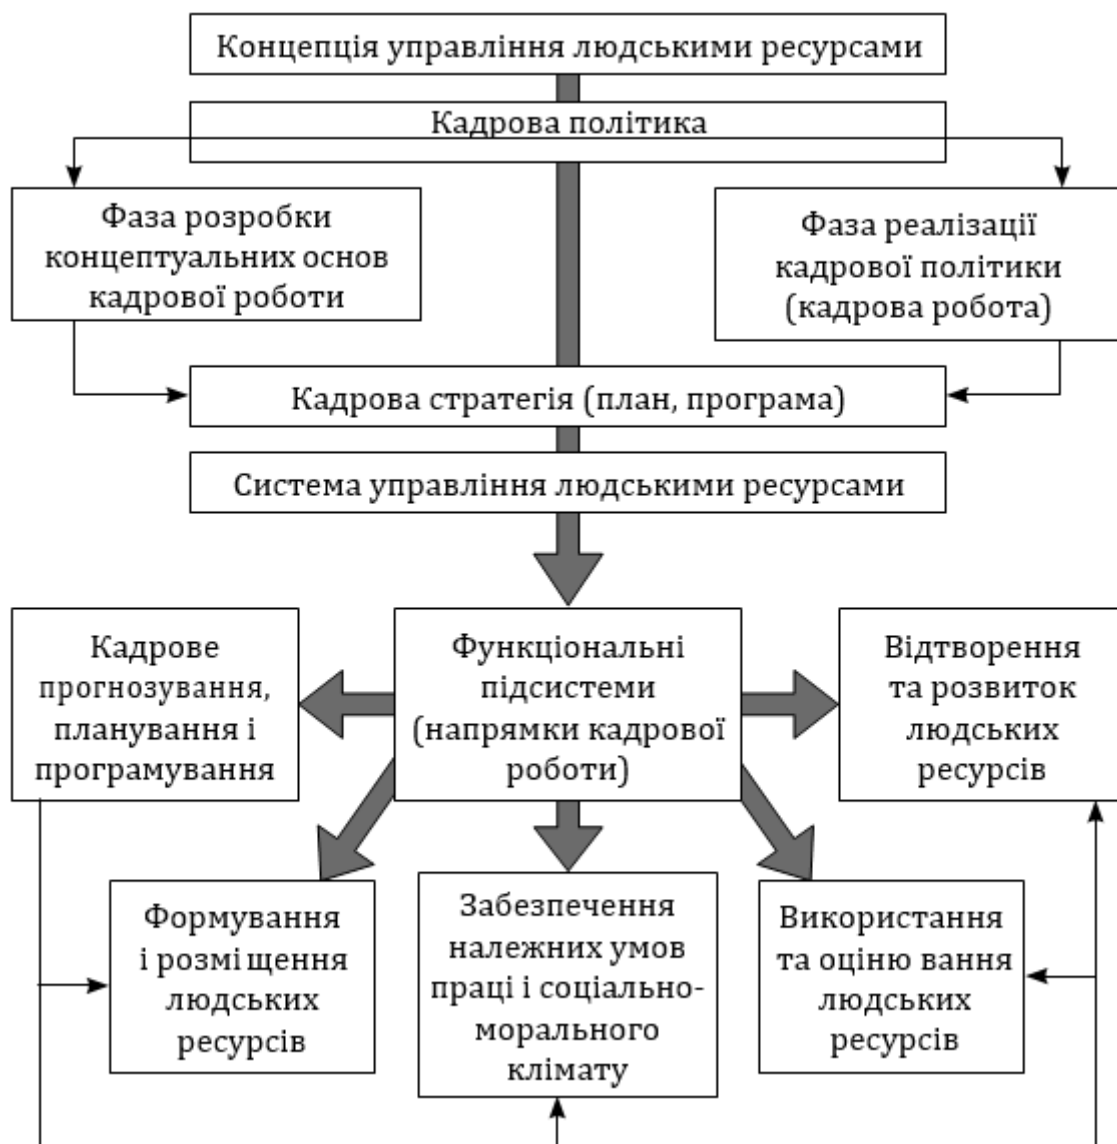 Концепція управління людськими ресурсами
Кадрова політика
Фаза розробки
концептуальних основ
кадрової роботи
Фаза реалізації
кадрової політики
(кадрова робота)
Кадрова стратегія (план, програма)
Система управління людськими ресурсами
Кадрове
прогнозування,
планування і
програмування
Функціональні
підсистеми
(напрямки кадрової
роботи)
Відтворення
та розвиток
людських
ресурсів
Формування
і розмі щення
людських
ресурсів
Забезпечення
належних умов
праці і соціально-
морального
клімату
Використання
та оціню вання
людських
ресурсів